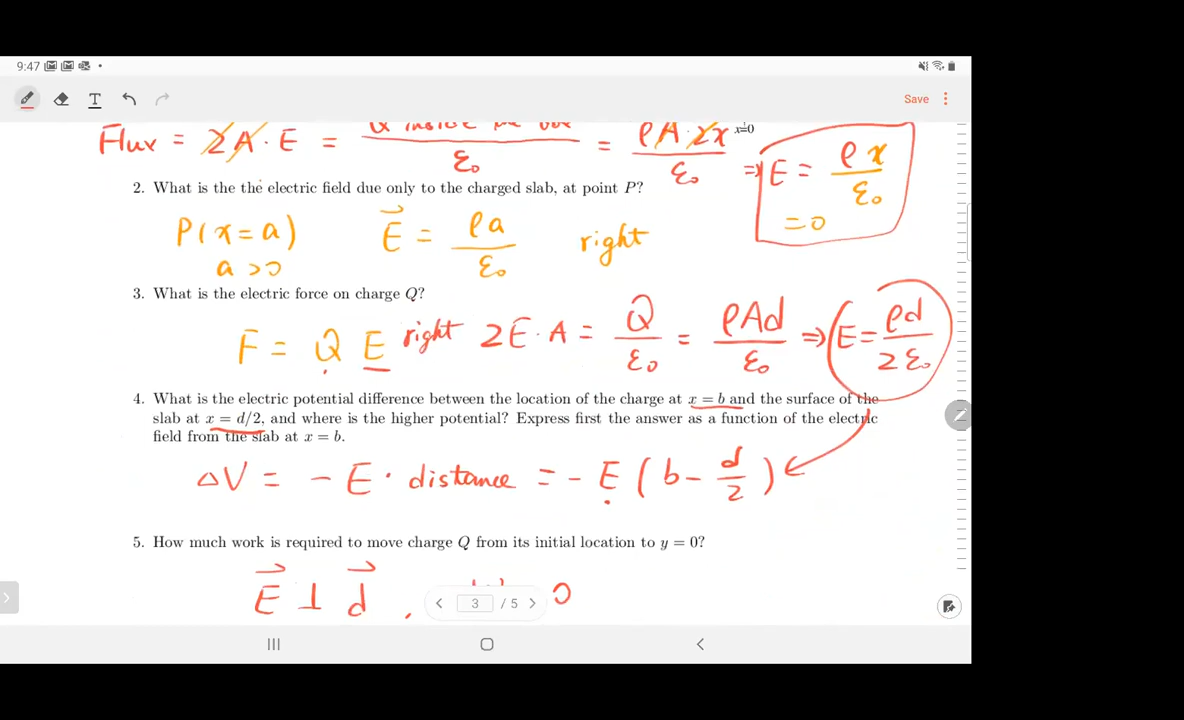 9:47
Save
Flux = 2A · E = Q inside the box / ε₀ = ρA·2x / ε₀ x=0 ⇒ E = ρx / ε₀
= 0
2. What is the the electric field due only to the charged slab, at point P?
P(x=a) E⃗ = ρa / ε₀ right
a > 0
3. What is the electric force on charge Q?
F = Q E right 2E·A = Q / ε₀ = ρAd / ε₀ ⇒ E = ρd / 2ε₀
4. What is the electric potential difference between the location of the charge at x = b and the surface of the
slab at x = d/2, and where is the higher potential? Express first the answer as a function of the electric
field from the slab at x = b.
ΔV = - E · distance = - E (b - d/2)
5. How much work is required to move charge Q from its initial location to y = 0?
E⃗ ⊥ d⃗
3 / 5